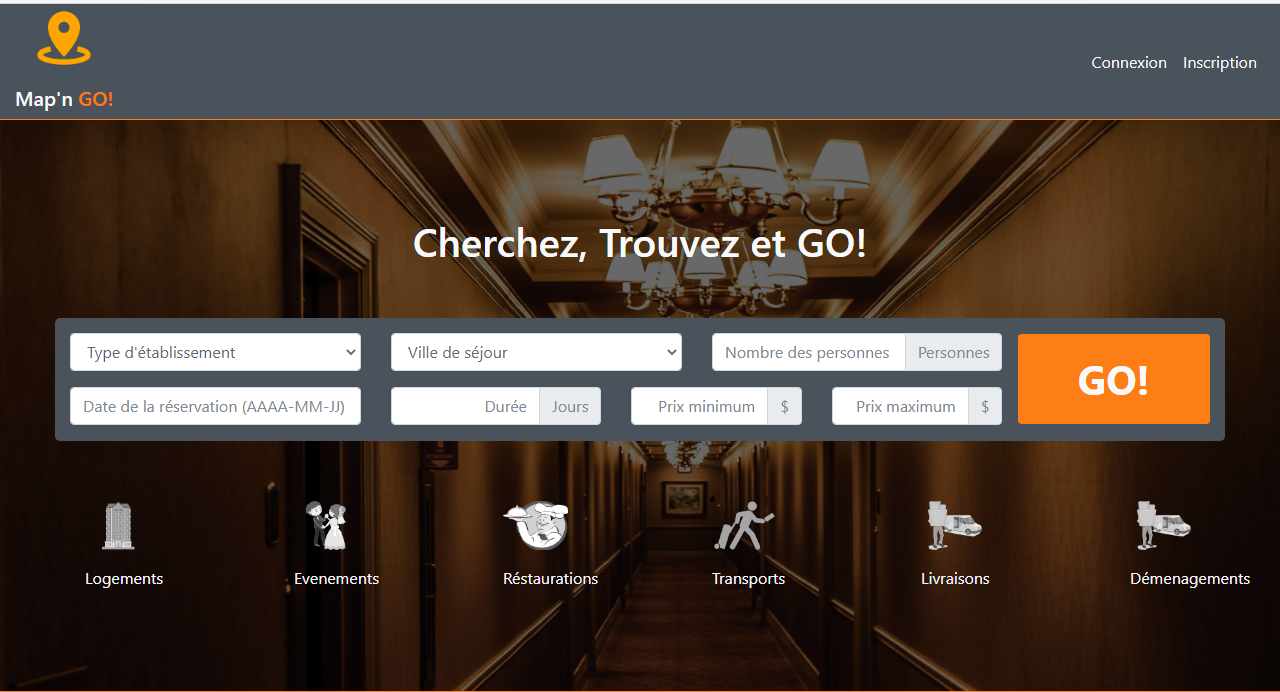 Connexion Inscription
Map'n GO!
Cherchez, Trouvez et GO!
Type d'établissement Ville de séjour Nombre des personnes Personnes
GO!
Date de la réservation (AAAA-MM-JJ) Durée Jours Prix minimum $ Prix maximum $
Logements Evenements Réstaurations Transports Livraisons Démenagements